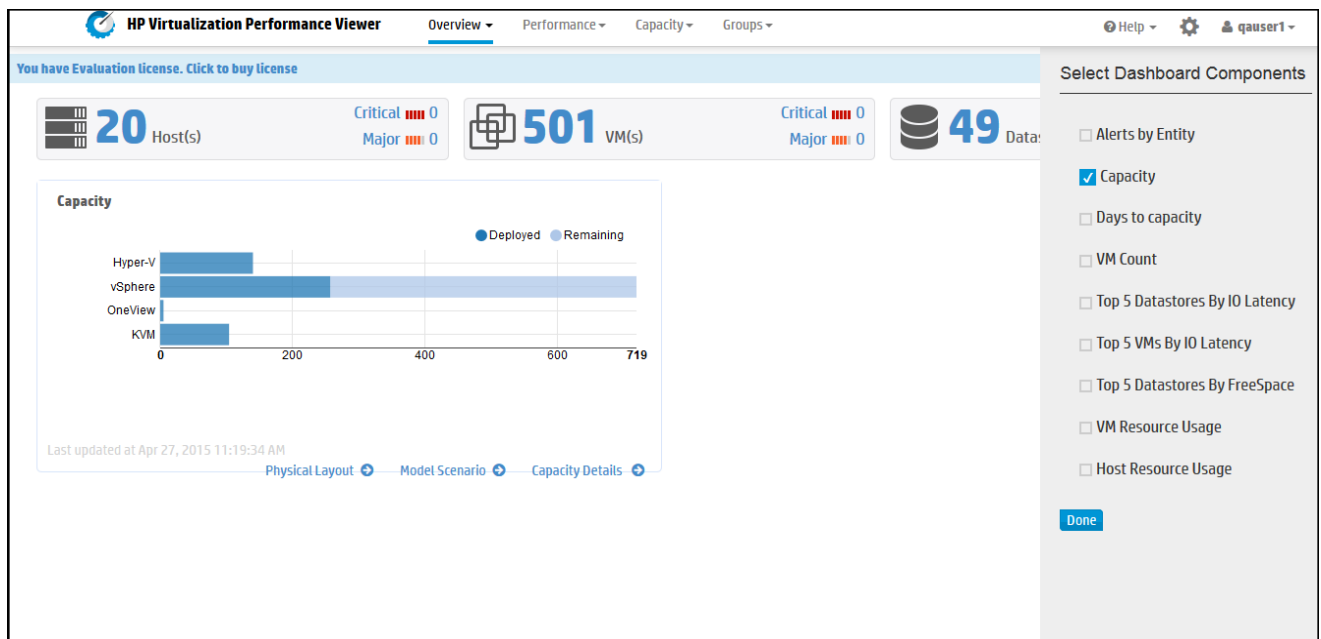 HP Virtualization Performance Viewer Overview Performance Capacity Groups Help qauser1
You have Evaluation license. Click to buy license
20 Host(s) Critical 0 Major 0
501 VM(s) Critical 0 Major 0
49
Select Dashboard Components
Alerts by Entity
Capacity
Days to capacity
VM Count
Top 5 Datastores By IO Latency
Top 5 VMs By IO Latency
Top 5 Datastores By FreeSpace
VM Resource Usage
Host Resource Usage
Done
Capacity
Deployed Remaining
Hyper-V
vSphere
OneView
KVM
0 200 400 600 719
Last updated at Apr 27, 2015 11:19:34 AM
Physical Layout Model Scenario Capacity Details